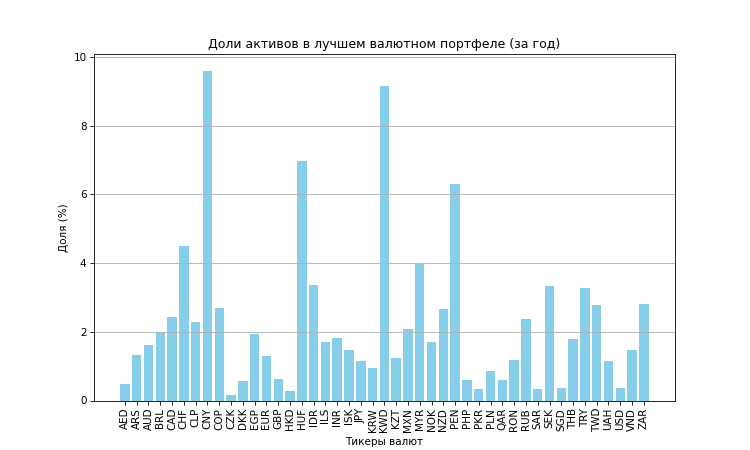 Доли активов в лучшем валютном портфеле (за год)
Доля (%)
10
8
6
4
2
0
AED ARS AUD BRL CAD CHF CLP CNY COP CZK DKK EGP EUR GBP HKD HUF IDR ILS INR ISK JPY KRW KWD KZT MXN MYR NOK NZD PEN PHP PKR PLN QAR RON RUB SAR SEK SGD THB TRY TWD UAH USD VND ZAR
Тикеры валют